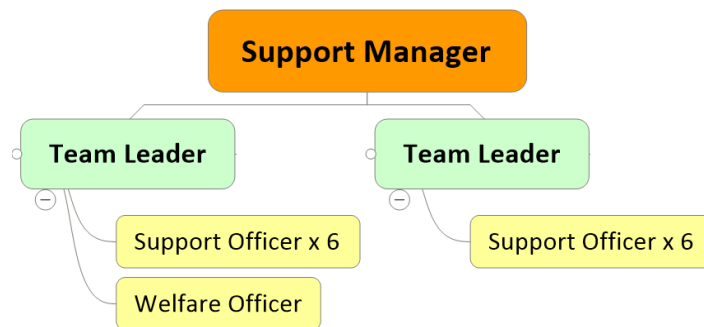 Support Manager
Team Leader
Team Leader
Support Officer x 6
Support Officer x 6
Welfare Officer